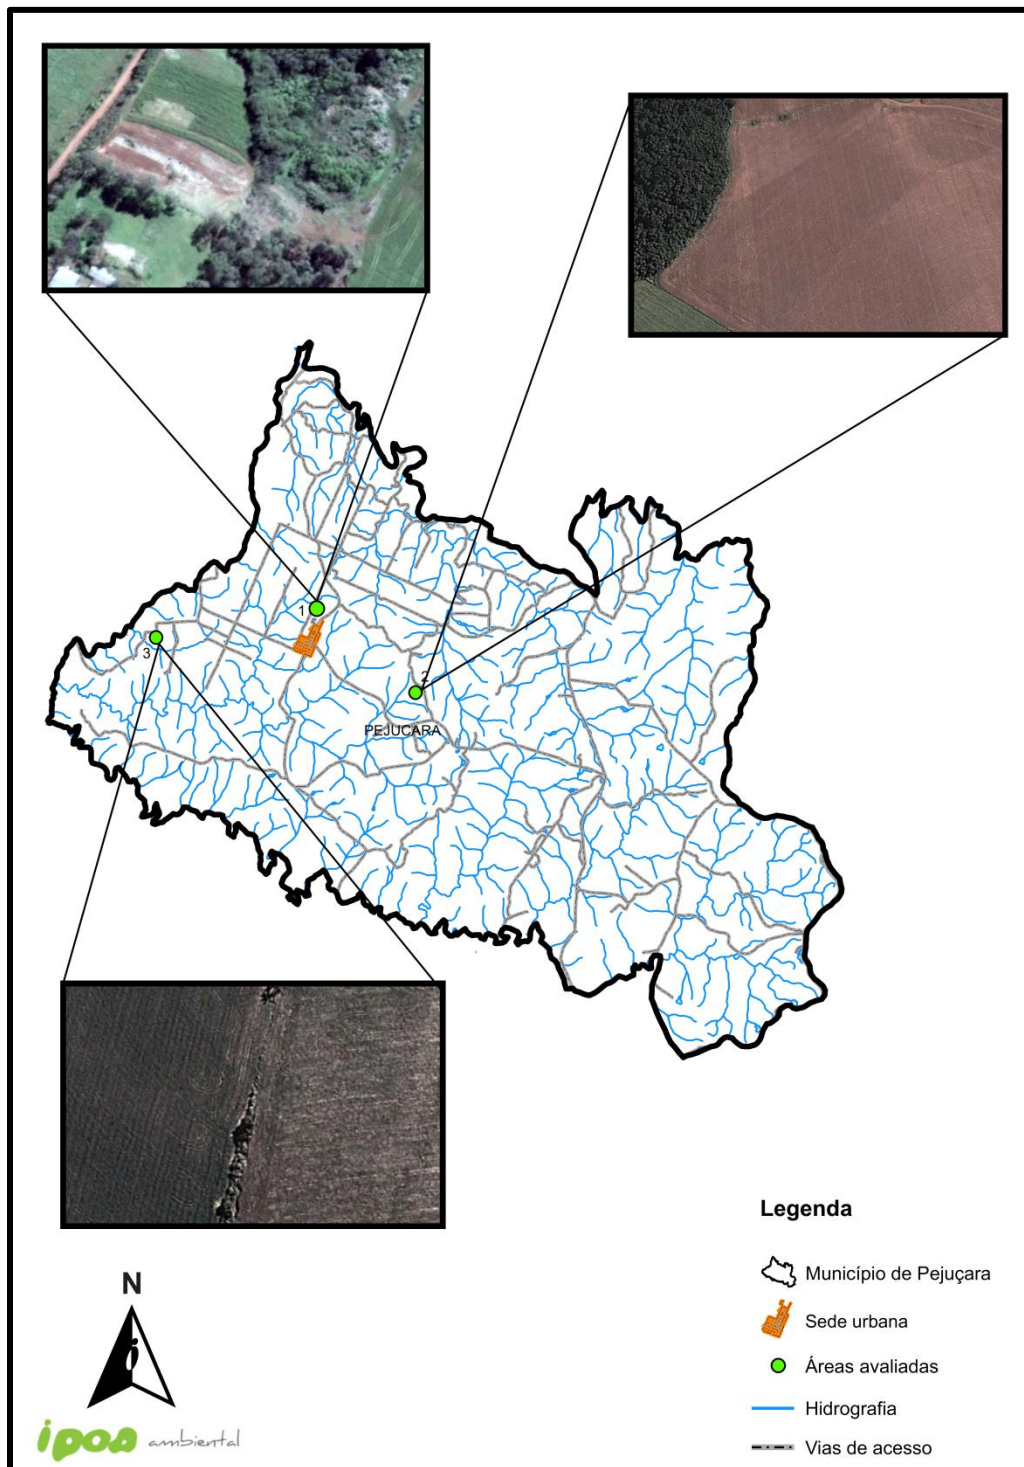 1
3
2
PEJUÇARA
Legenda
Município de Pejuçara
Sede urbana
Áreas avaliadas
Hidrografia
Vias de acesso
N
ipoa ambiental